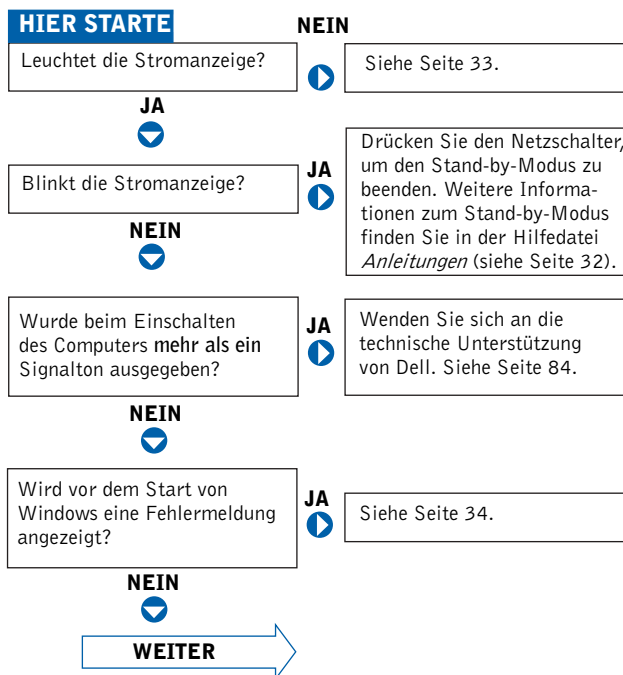 HIER STARTE
NEIN
Leuchtet die Stromanzeige?
Siehe Seite 33.
JA
Blinkt die Stromanzeige?
JA
Drücken Sie den Netzschalter,
um den Stand-by-Modus zu
beenden. Weitere Informa-
tionen zum Stand-by-Modus
finden Sie in der Hilfedatei
Anleitungen (siehe Seite 32).
NEIN
Wurde beim Einschalten
des Computers mehr als ein
Signalton ausgegeben?
JA
Wenden Sie sich an die
technische Unterstützung
von Dell. Siehe Seite 84.
NEIN
Wird vor dem Start von
Windows eine Fehlermeldung
angezeigt?
JA
Siehe Seite 34.
NEIN
WEITER